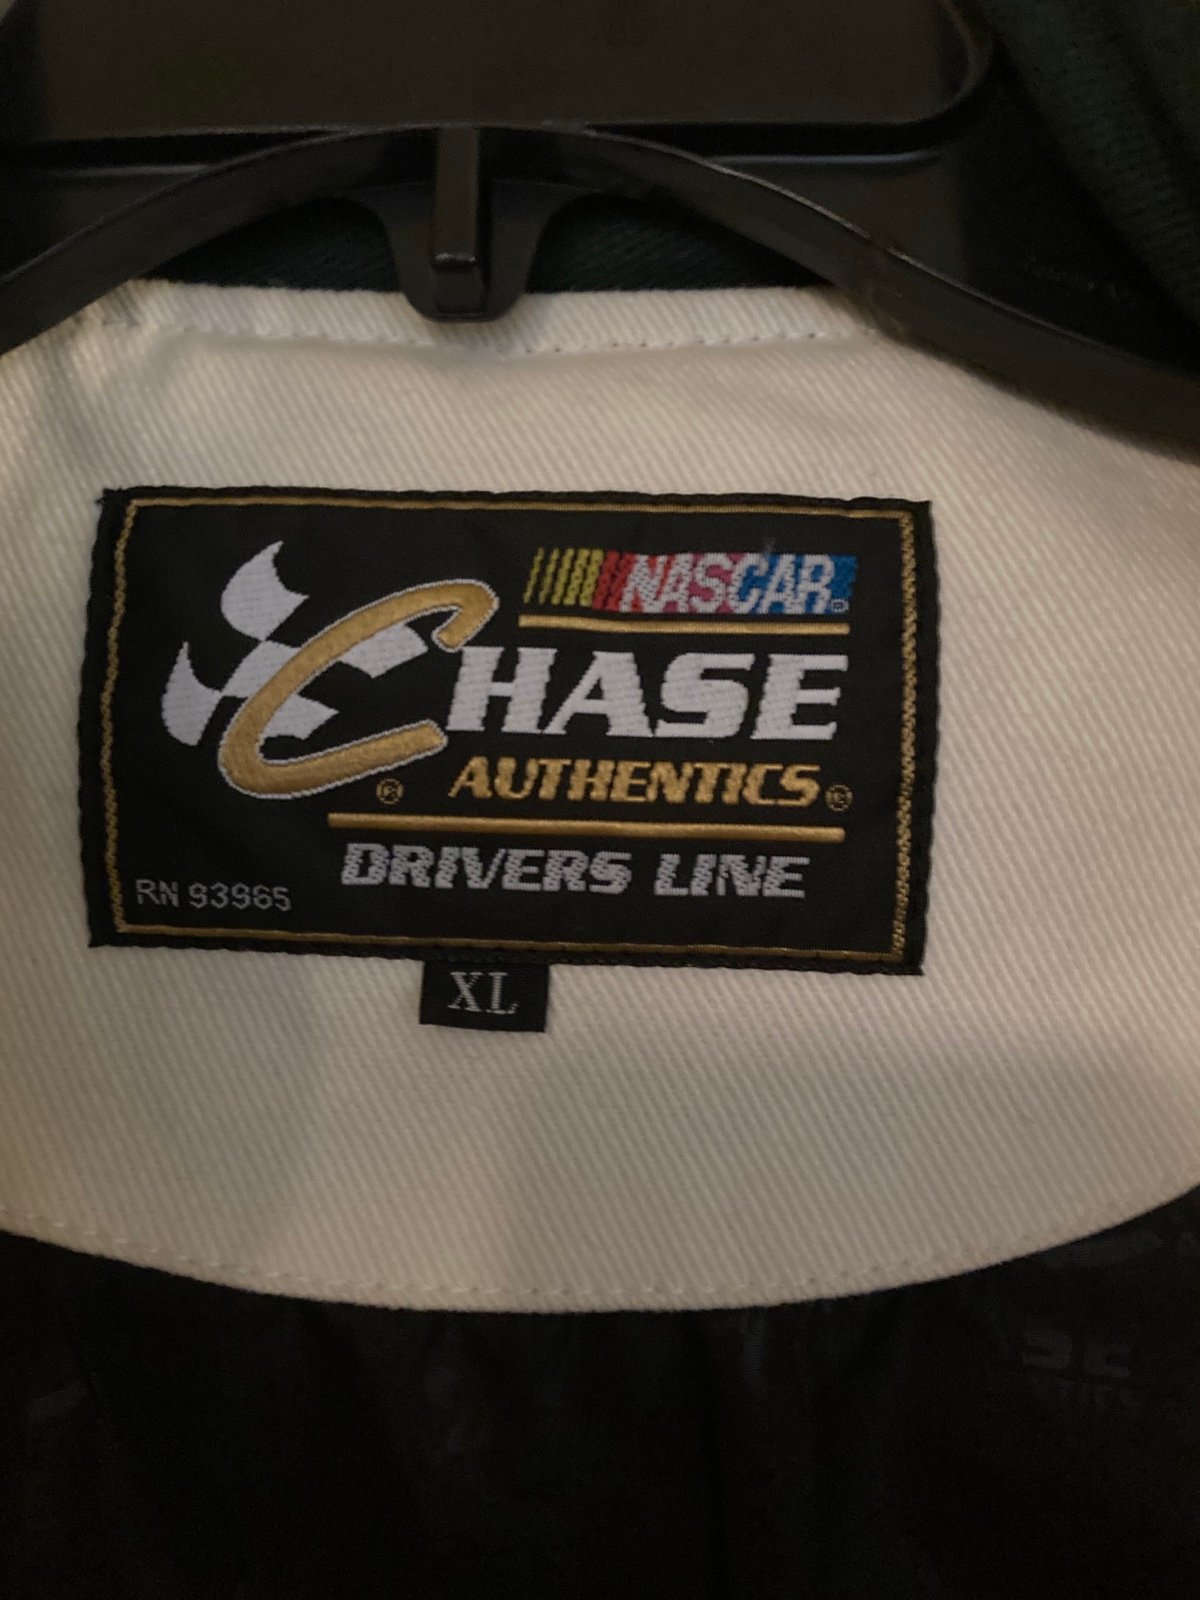 NASCAR®
CHASE
® AUTHENTICS®
DRIVERS LINE
RN 93965
XL